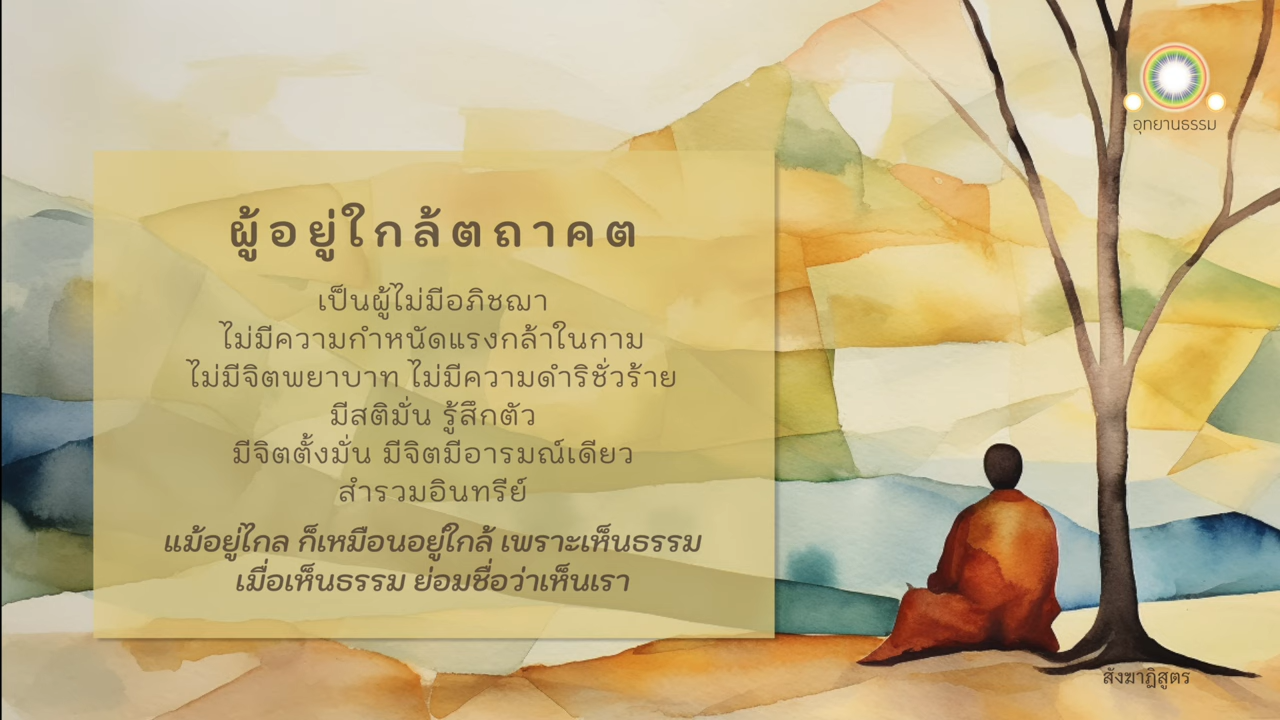 อุทยานธรรม
ผู้อยู่ใกล้ตถาคต
เป็นผู้ไม่มีอภิชฌา
ไม่มีความกำหนัดแรงกล้าในกาม
ไม่มีจิตพยาบาท ไม่มีความดำริชั่วร้าย
มีสติมั่น รู้สึกตัว
มีจิตตั้งมั่น มีจิตมีอารมณ์เดียว
สำรวมอินทรีย์
แม้อยู่ไกล ก็เหมือนอยู่ใกล้ เพราะเห็นธรรม
เมื่อเห็นธรรม ย่อมชื่อว่าเห็นเรา
สังฆาฏิสูตร